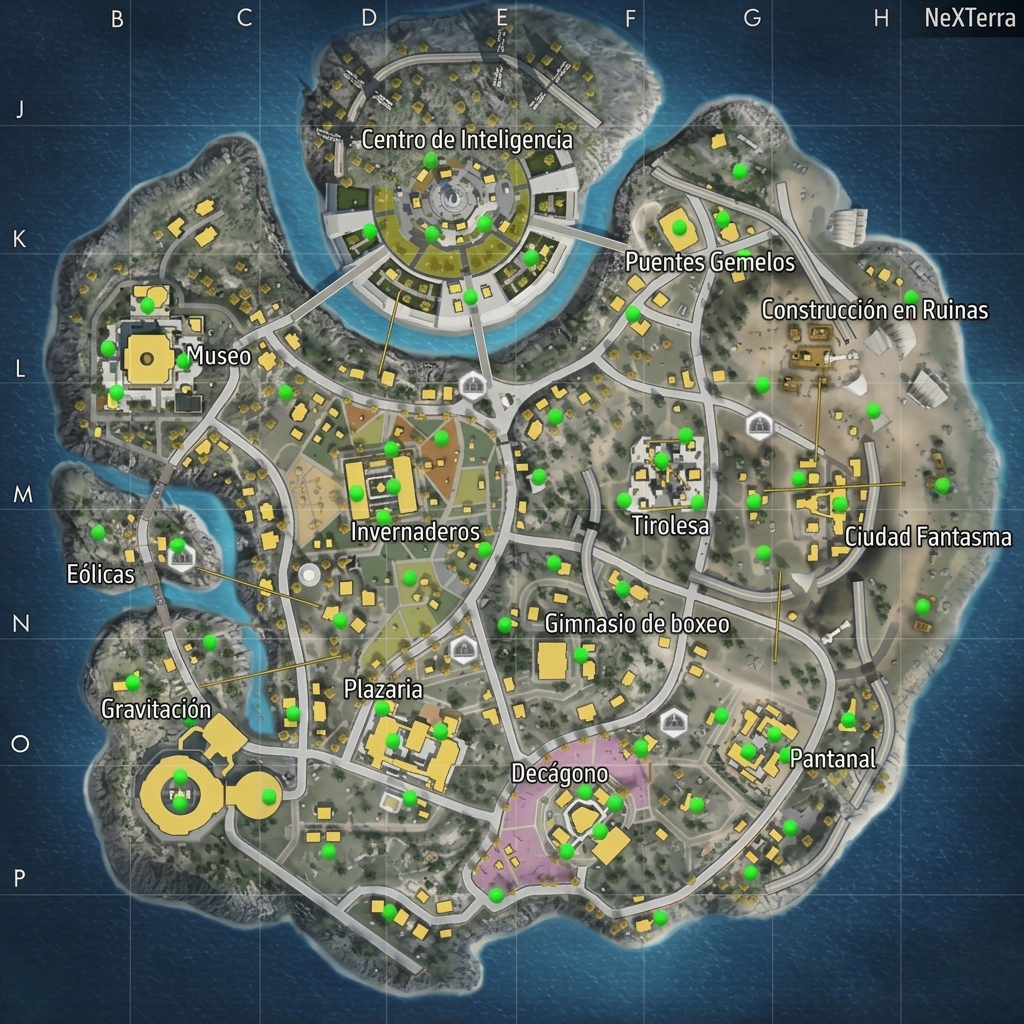 B C D E F G H
NeXTerra
J
Centro de Inteligencia
K
Puentes Gemelos
Construcción en Ruinas
Museo
L
M
Tirolesa
Invernaderos
Ciudad Fantasma
Eólicas
N
Gimnasio de boxeo
Plazaria
Gravitación
O
Pantanal
Decágono
P